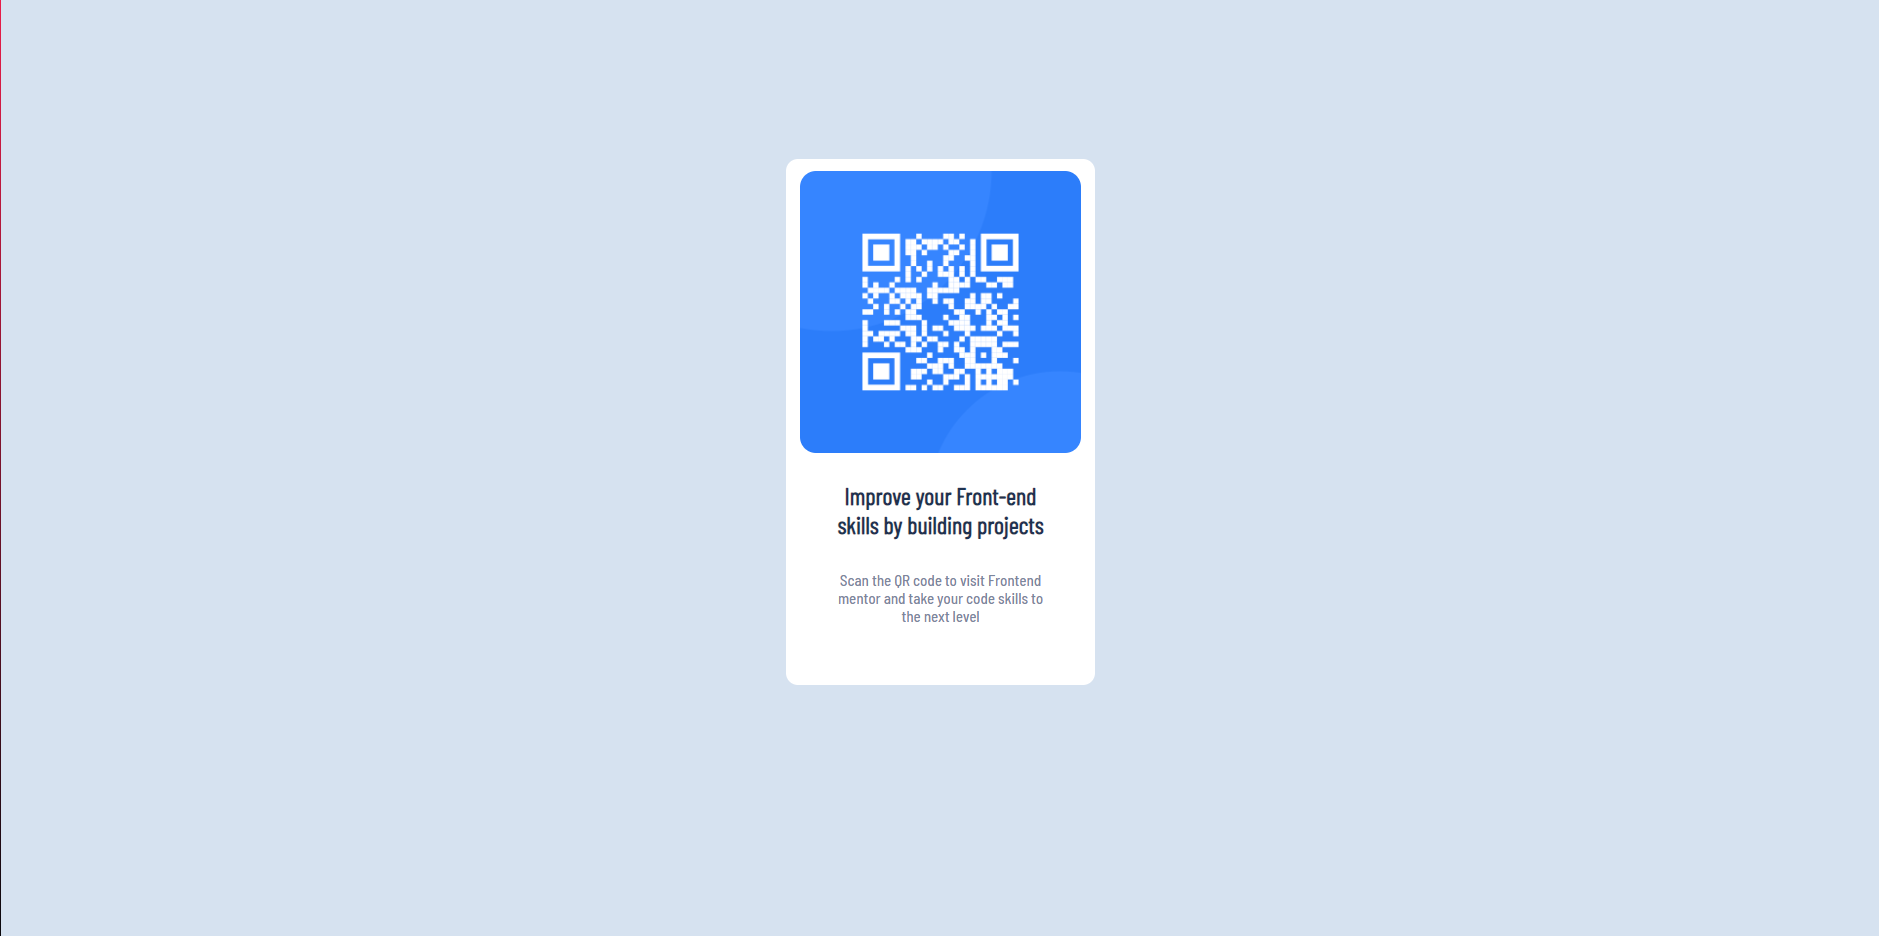 Improve your Front-end
skills by building projects
Scan the QR code to visit Frontend
mentor and take your code skills to
the next level